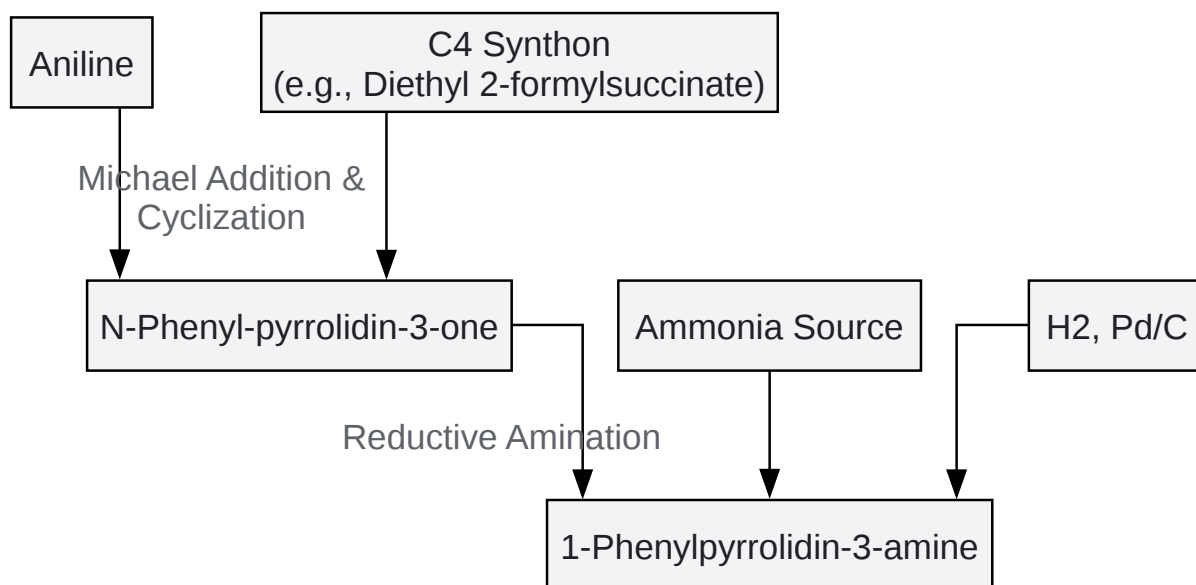 Aniline
C4 Synthon
(e.g., Diethyl 2-formylsuccinate)
Michael Addition &
Cyclization
N-Phenyl-pyrrolidin-3-one
Ammonia Source
H2, Pd/C
Reductive Amination
1-Phenylpyrrolidin-3-amine